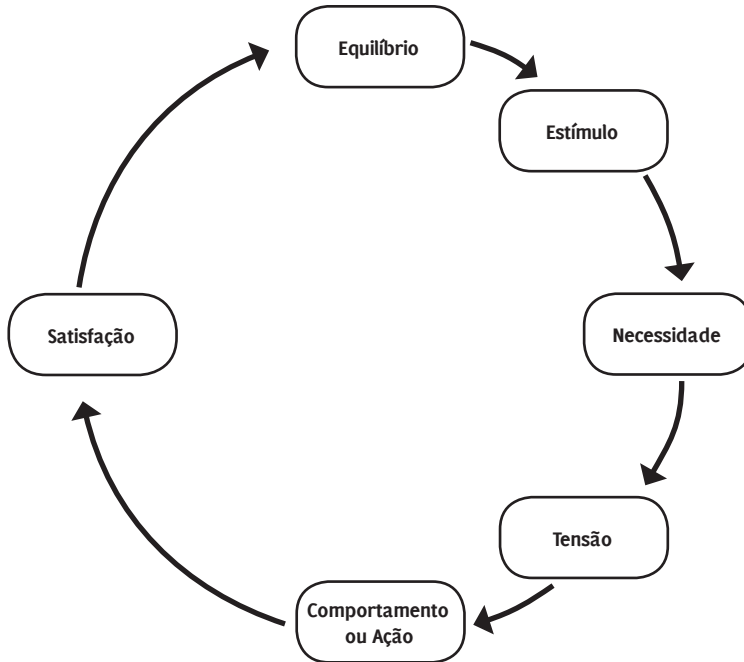 Equilíbrio
Estímulo
Necessidade
Tensão
Comportamento
ou Ação
Satisfação